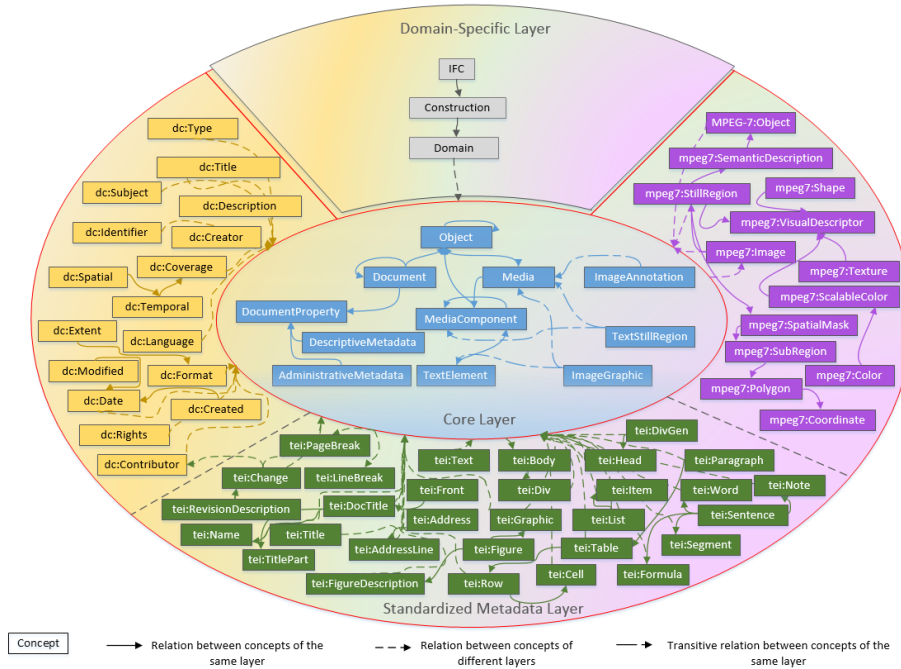 Domain-Specific Layer
IFC
Construction
Domain
dc:Type
dc:Title
dc:Subject
dc:Description
dc:Identifier
dc:Creator
dc:Coverage
dc:Spatial
dc:Temporal
dc:Extent
dc:Language
dc:Modified
dc:Format
dc:Date
dc:Created
dc:Rights
dc:Contributor
MPEG-7:Object
mpeg7:SemanticDescription
mpeg7:StillRegion
mpeg7:Shape
mpeg7:VisualDescriptor
mpeg7:Image
mpeg7:Texture
mpeg7:ScalableColor
mpeg7:SpatialMask
mpeg7:SubRegion
mpeg7:Color
mpeg7:Polygon
mpeg7:Coordinate
Object
Document
Media
ImageAnnotation
DocumentProperty
MediaComponent
DescriptiveMetadata
TextStillRegion
AdministrativeMetadata
TextElement
ImageGraphic
Core Layer
tei:PageBreak
tei:Text
tei:Body
tei:Head
tei:DivGen
tei:Paragraph
tei:Change
tei:LineBreak
tei:Front
tei:Div
tei:Item
tei:Word
tei:Note
tei:RevisionDescription
tei:DocTitle
tei:Address
tei:Graphic
tei:List
tei:Sentence
tei:Name
tei:Title
tei:AddressLine
tei:Figure
tei:Table
tei:Segment
tei:TitlePart
tei:FigureDescription
tei:Row
tei:Cell
tei:Formula
Standardized Metadata Layer
Concept
Relation between concepts of the
same layer
Relation between concepts of
different layers
Transitive relation between concepts of the
same layer